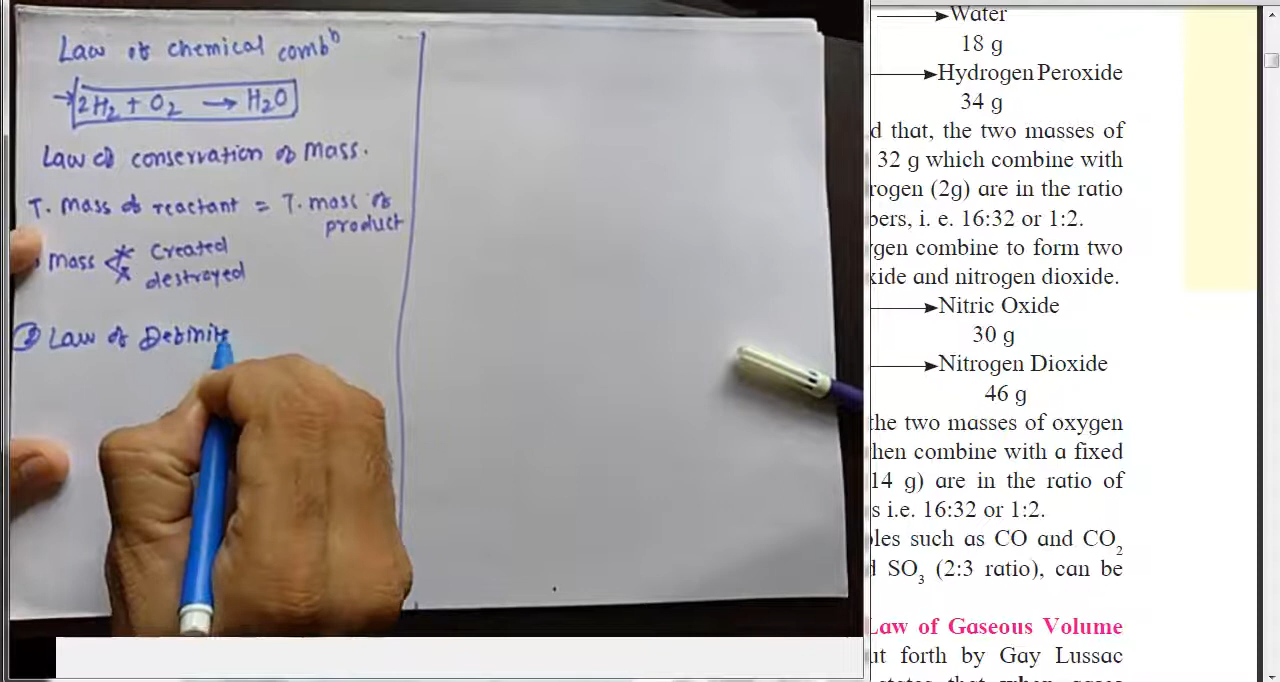 Law of chemical combⁿ
2H₂ + O₂ → H₂O
Law of conservation of Mass.
T. Mass of reactant = T. mass of
product
Mass Created
destroyed
② Law of Definite
Water
18 g
Hydrogen Peroxide
34 g
d that, the two masses of
32 g which combine with
rogen (2g) are in the ratio
bers, i. e. 16:32 or 1:2.
gen combine to form two
xide and nitrogen dioxide.
Nitric Oxide
30 g
Nitrogen Dioxide
46 g
the two masses of oxygen
hen combine with a fixed
14 g) are in the ratio of
s i.e. 16:32 or 1:2.
les such as CO and CO₂
SO₃ (2:3 ratio), can be
Law of Gaseous Volume
ut forth by Gay Lussac